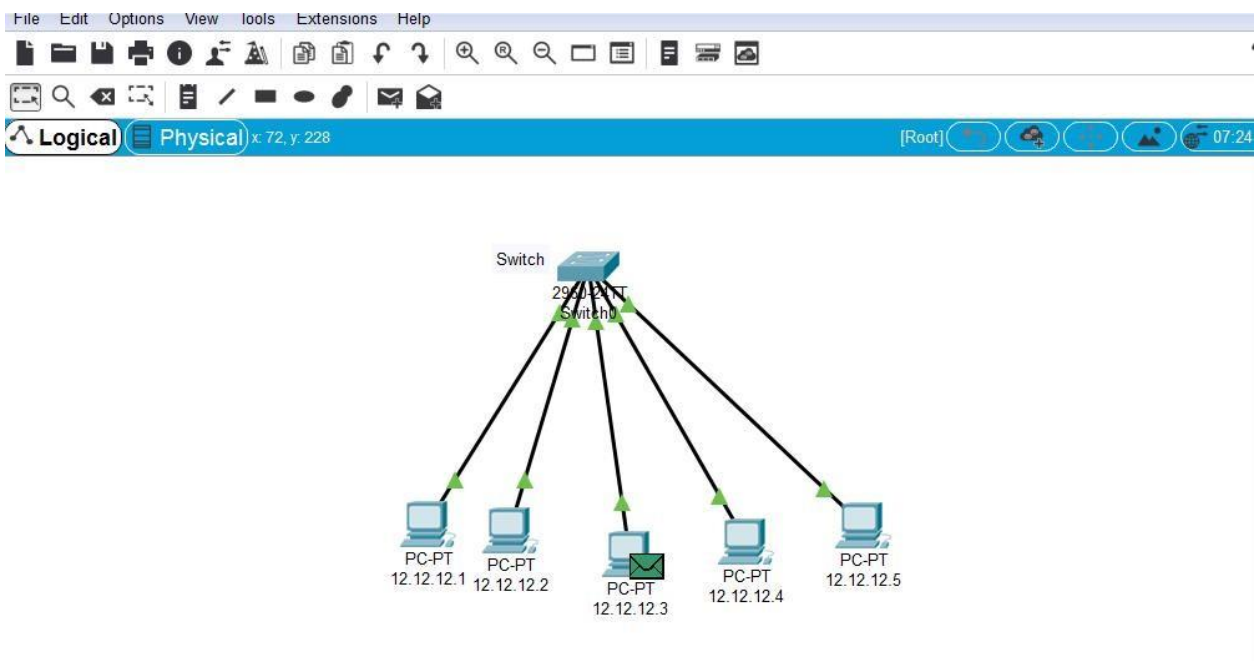 File Edit Options View Tools Extensions Help
Logical Physical x: 72, y: 228 [Root] 07:24
Switch
2960-24TT
Switch0
PC-PT
12.12.12.1
PC-PT
12.12.12.2
PC-PT
12.12.12.3
PC-PT
12.12.12.4
PC-PT
12.12.12.5